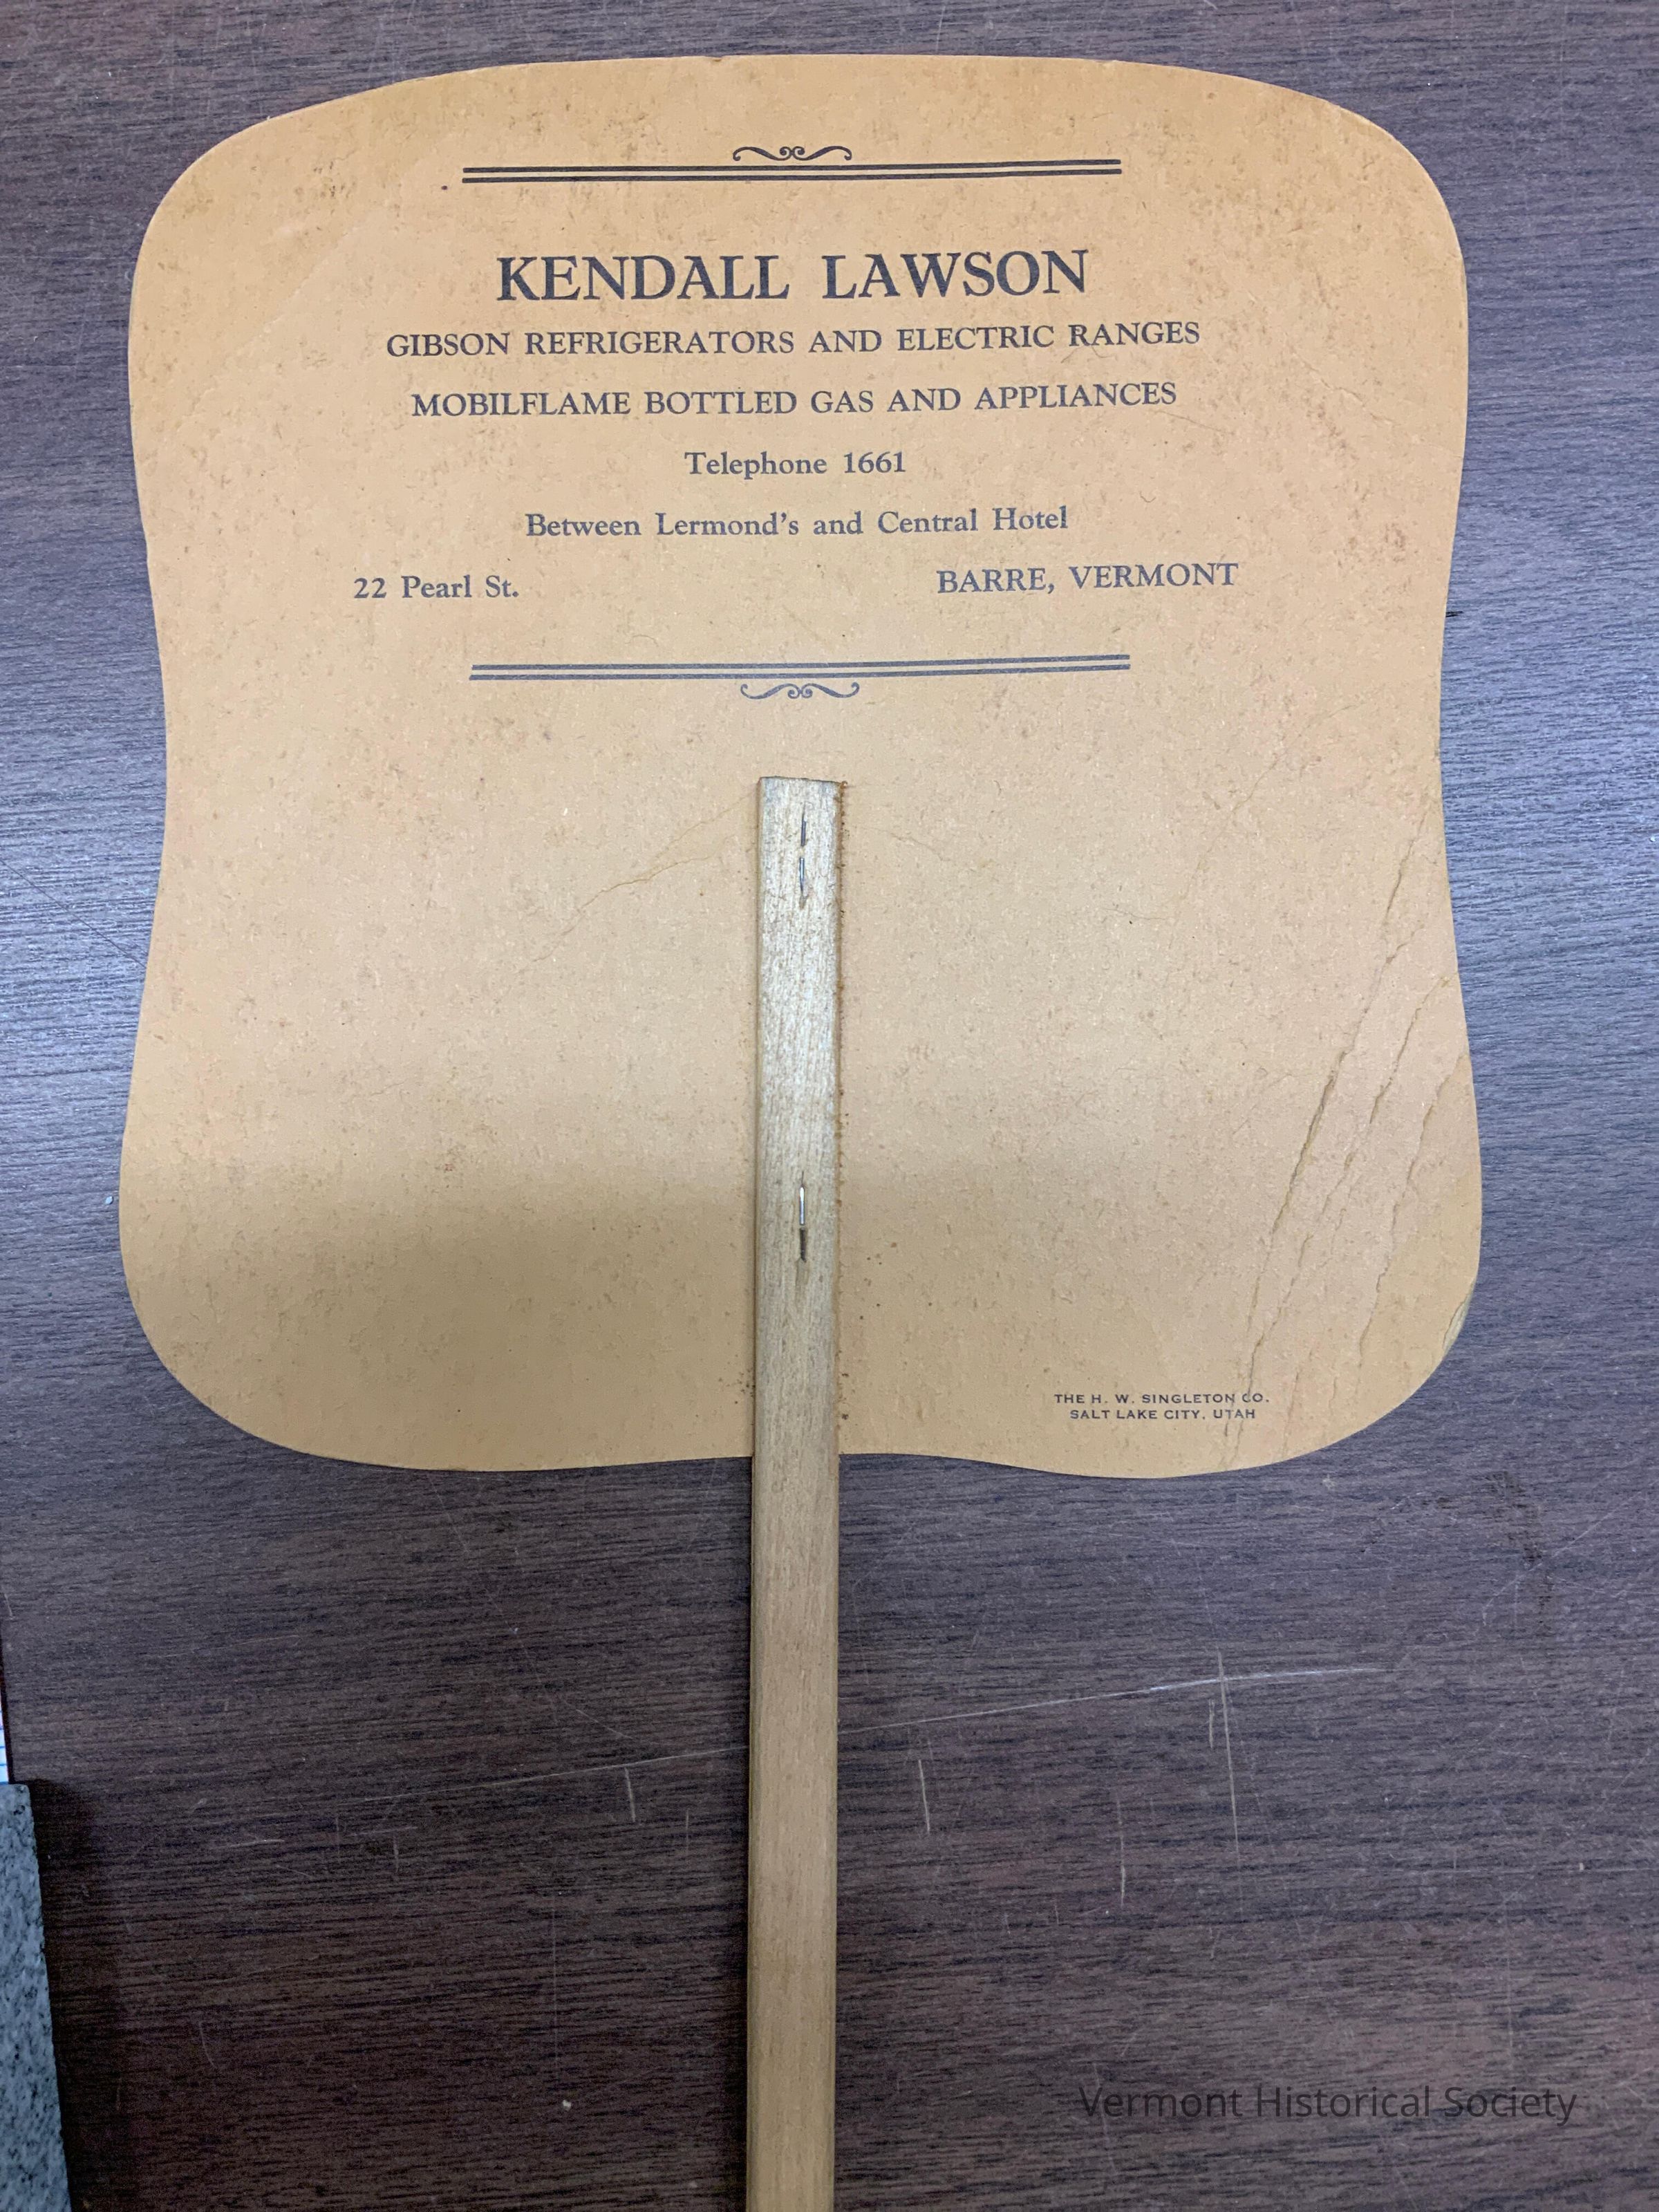 KENDALL LAWSON
GIBSON REFRIGERATORS AND ELECTRIC RANGES
MOBILFLAME BOTTLED GAS AND APPLIANCES
Telephone 1661
Between Lermond's and Central Hotel
22 Pearl St. BARRE, VERMONT
THE H. W. SINGLETON CO.
SALT LAKE CITY, UTAH
Vermont Historical Society